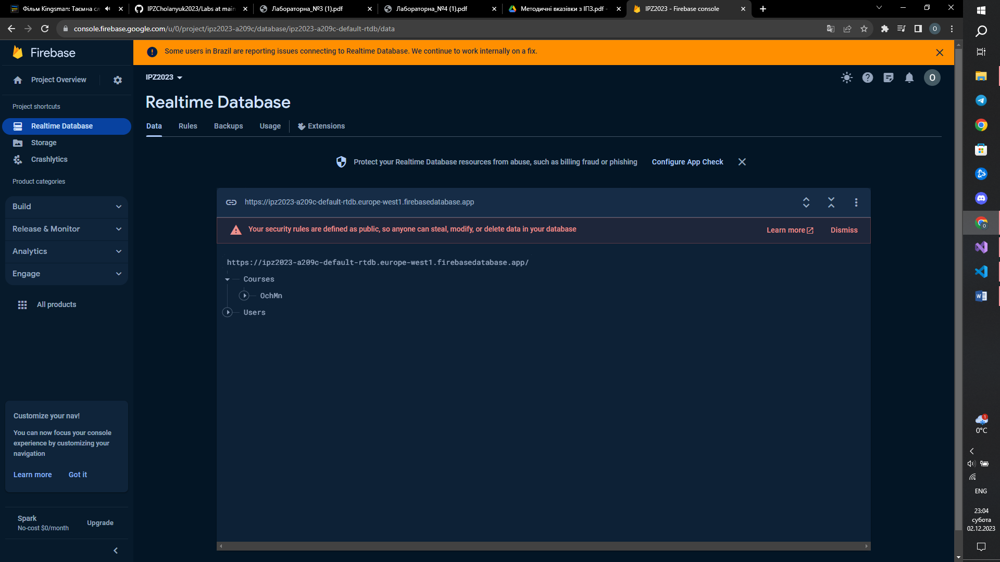 Фільм Kingsman: Таємна сл
IPZCholanyuk2023/Labs at main
Лабораторна_№3 (1).pdf
Лабораторна_№4 (1).pdf
Методичні вказівки з ІПЗ.pdf -
IPZ2023 - Firebase console
console.firebase.google.com/u/0/project/ipz2023-a209c/database/ipz2023-a209c-default-rtdb/data
O
Firebase
Some users in Brazil are reporting issues connecting to Realtime Database. We continue to work internally on a fix.
Project Overview
IPZ2023
O
Realtime Database
Project shortcuts
Realtime Database
Storage
Crashlytics
Product categories
Build
Release & Monitor
Analytics
Engage
All products
Data
Rules
Backups
Usage
Extensions
Protect your Realtime Database resources from abuse, such as billing fraud or phishing
Configure App Check
https://ipz2023-a209c-default-rtdb.europe-west1.firebasedatabase.app
Your security rules are defined as public, so anyone can steal, modify, or delete data in your database
Learn more
Dismiss
https://ipz2023-a209c-default-rtdb.europe-west1.firebasedatabase.app/
Courses
OchMn
Users
Customize your nav!
You can now focus your console
experience by customizing your
navigation
Learn more
Got it
Spark
No-cost $0/month
Upgrade
1
0°C
ENG
23:04
субота
02.12.2023